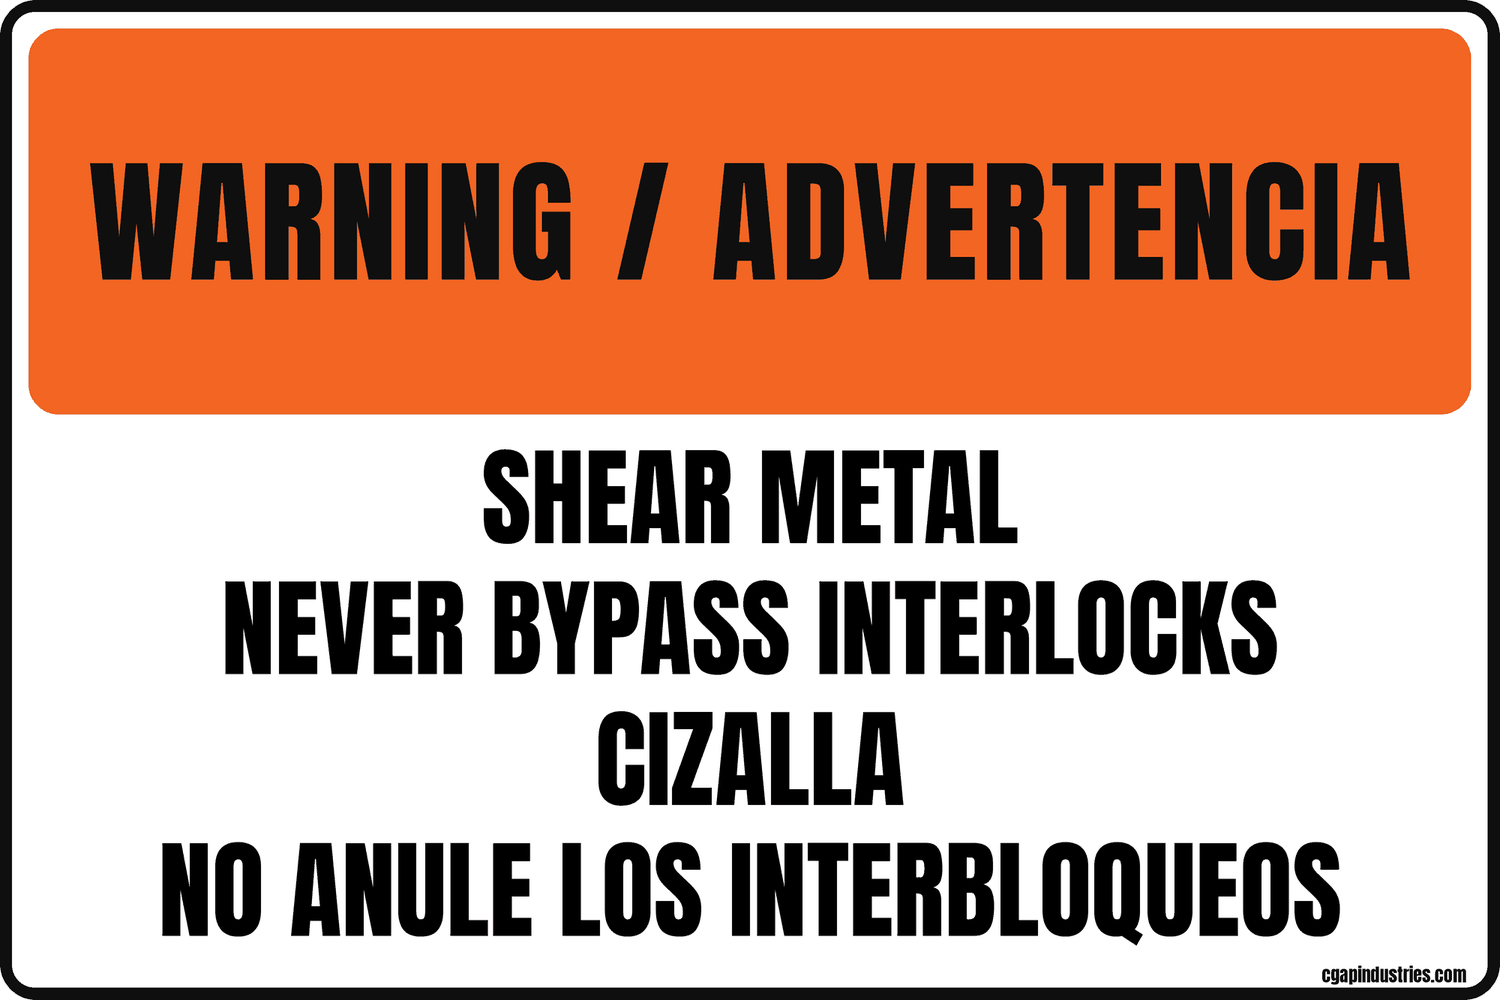 WARNING / ADVERTENCIA
SHEAR METAL
NEVER BYPASS INTERLOCKS
CIZALLA
NO ANULE LOS INTERBLOQUEOS
cgapindustries.com